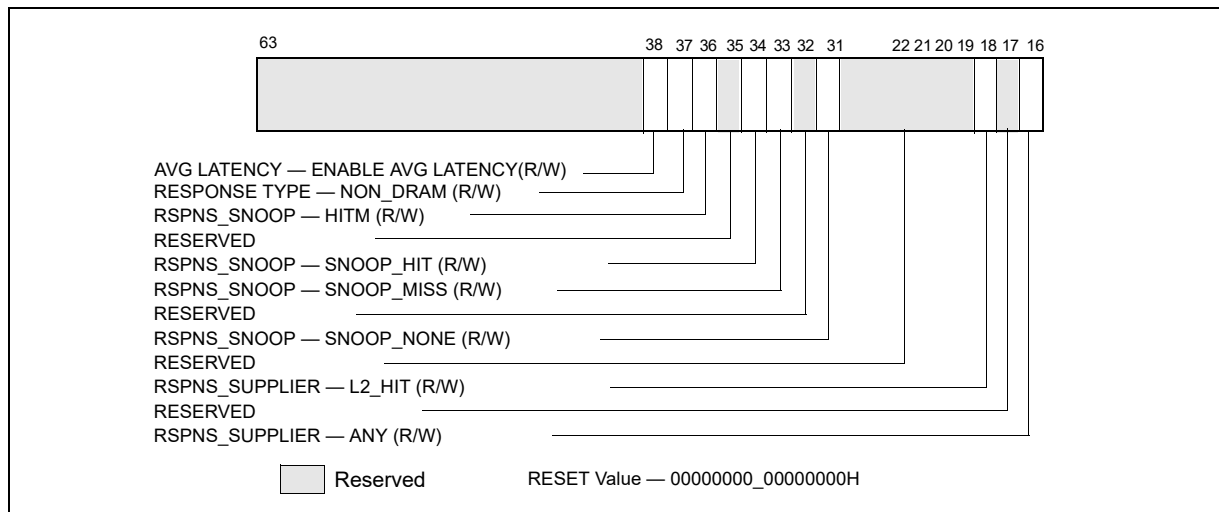 63 38 37 36 35 34 33 32 31 22 21 20 19 18 17 16
AVG LATENCY — ENABLE AVG LATENCY(R/W)
RESPONSE TYPE — NON_DRAM (R/W)
RSPNS_SNOOP — HITM (R/W)
RESERVED
RSPNS_SNOOP — SNOOP_HIT (R/W)
RSPNS_SNOOP — SNOOP_MISS (R/W)
RESERVED
RSPNS_SNOOP — SNOOP_NONE (R/W)
RESERVED
RSPNS_SUPPLIER — L2_HIT (R/W)
RESERVED
RSPNS_SUPPLIER — ANY (R/W)
Reserved RESET Value — 00000000_00000000H